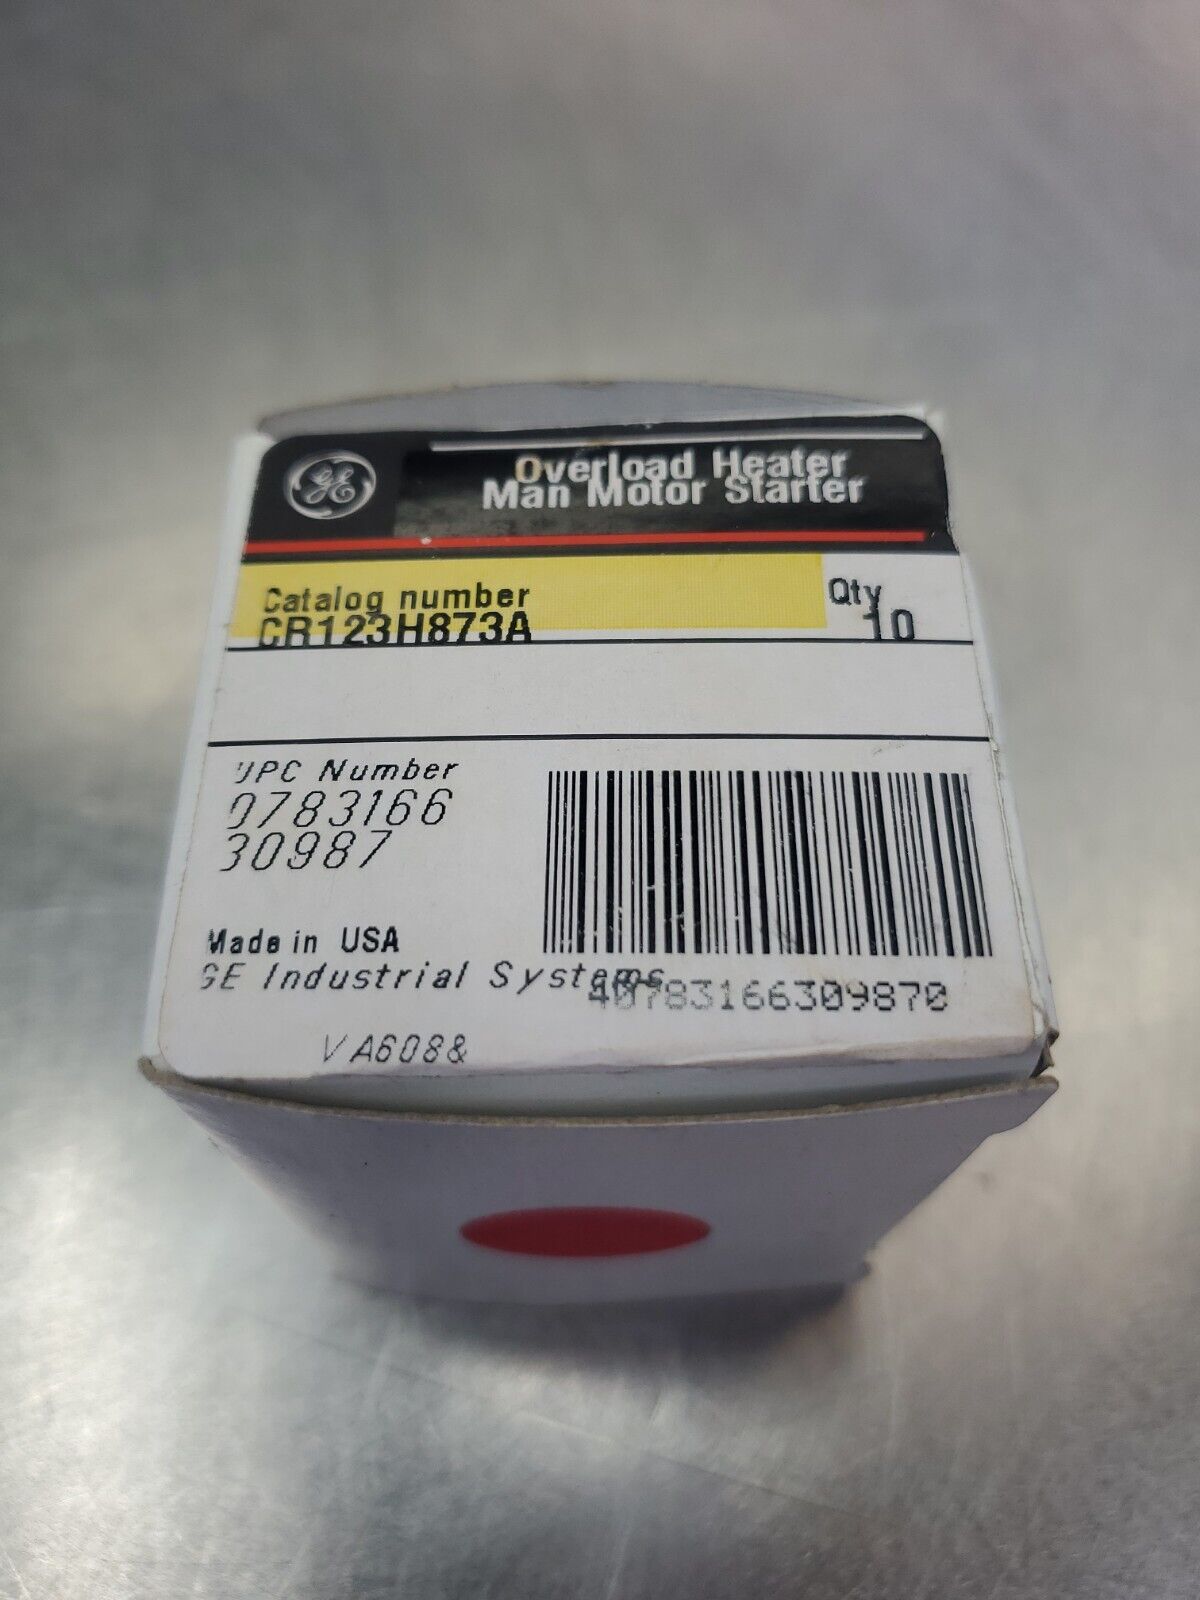 GE
Overload Heater
Man Motor Starter
Catalog number
CR123H873A
Qty
10
UPC Number
0783166
30987
Made in USA
GE Industrial Systems
40783166309870
VA608&